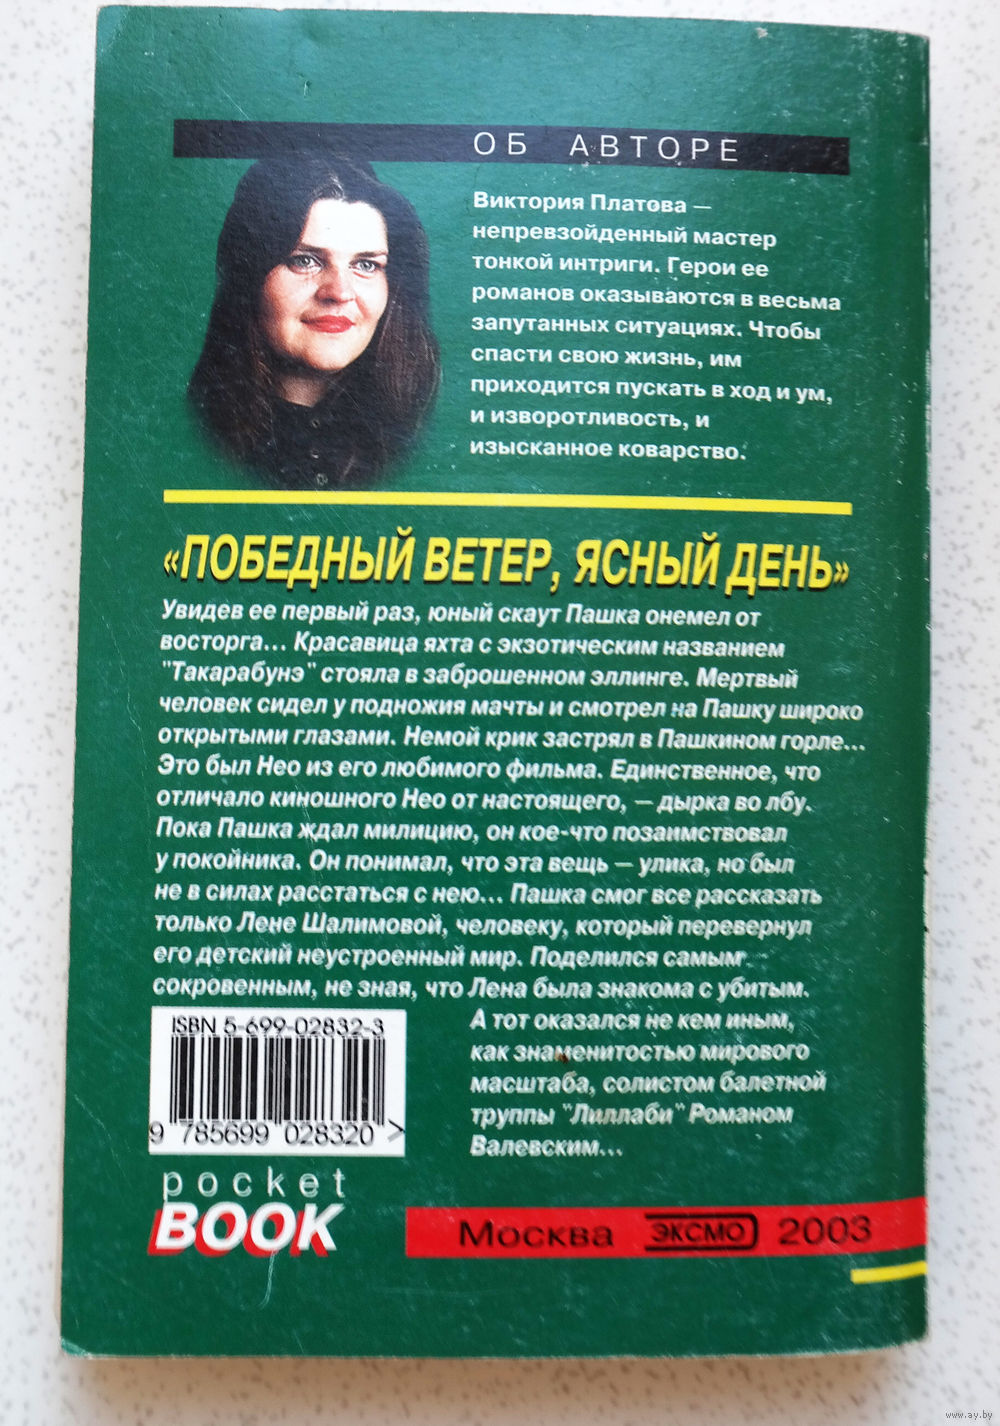 ОБ АВТОРЕ
Виктория Платова —
непревзойденный мастер
тонкой интриги. Герои ее
романов оказываются в весьма
запутанных ситуациях. Чтобы
спасти свою жизнь, им
приходится пускать в ход и ум,
и изворотливость, и
изысканное коварство.
«ПОБЕДНЫЙ ВЕТЕР, ЯСНЫЙ ДЕНЬ»
Увидев ее первый раз, юный скаут Пашка онемел от
восторга... Красавица яхта с экзотическим названием
"Такарабунэ" стояла в заброшенном эллинге. Мертвый
человек сидел у подножия мачты и смотрел на Пашку широко
открытыми глазами. Немой крик застрял в Пашкином горле...
Это был Нео из его любимого фильма. Единственное, что
отличало киношного Нео от настоящего, — дырка во лбу.
Пока Пашка ждал милицию, он кое-что позаимствовал
у покойника. Он понимал, что эта вещь — улика, но был
не в силах расстаться с нею... Пашка смог все рассказать
только Лене Шалимовой, человеку, который перевернул
его детский неустроенный мир. Поделился самым
сокровенным, не зная, что Лена была знакома с убитым.
А тот оказался не кем иным,
как знаменитостью мирового
масштаба, солистом балетной
труппы "Лиллаби" Романом
Валевским...
ISBN 5-699-02832-3
9 785699 028320 >
pocket
BOOK
Москва ЭКСМО 2003
www.ay.by